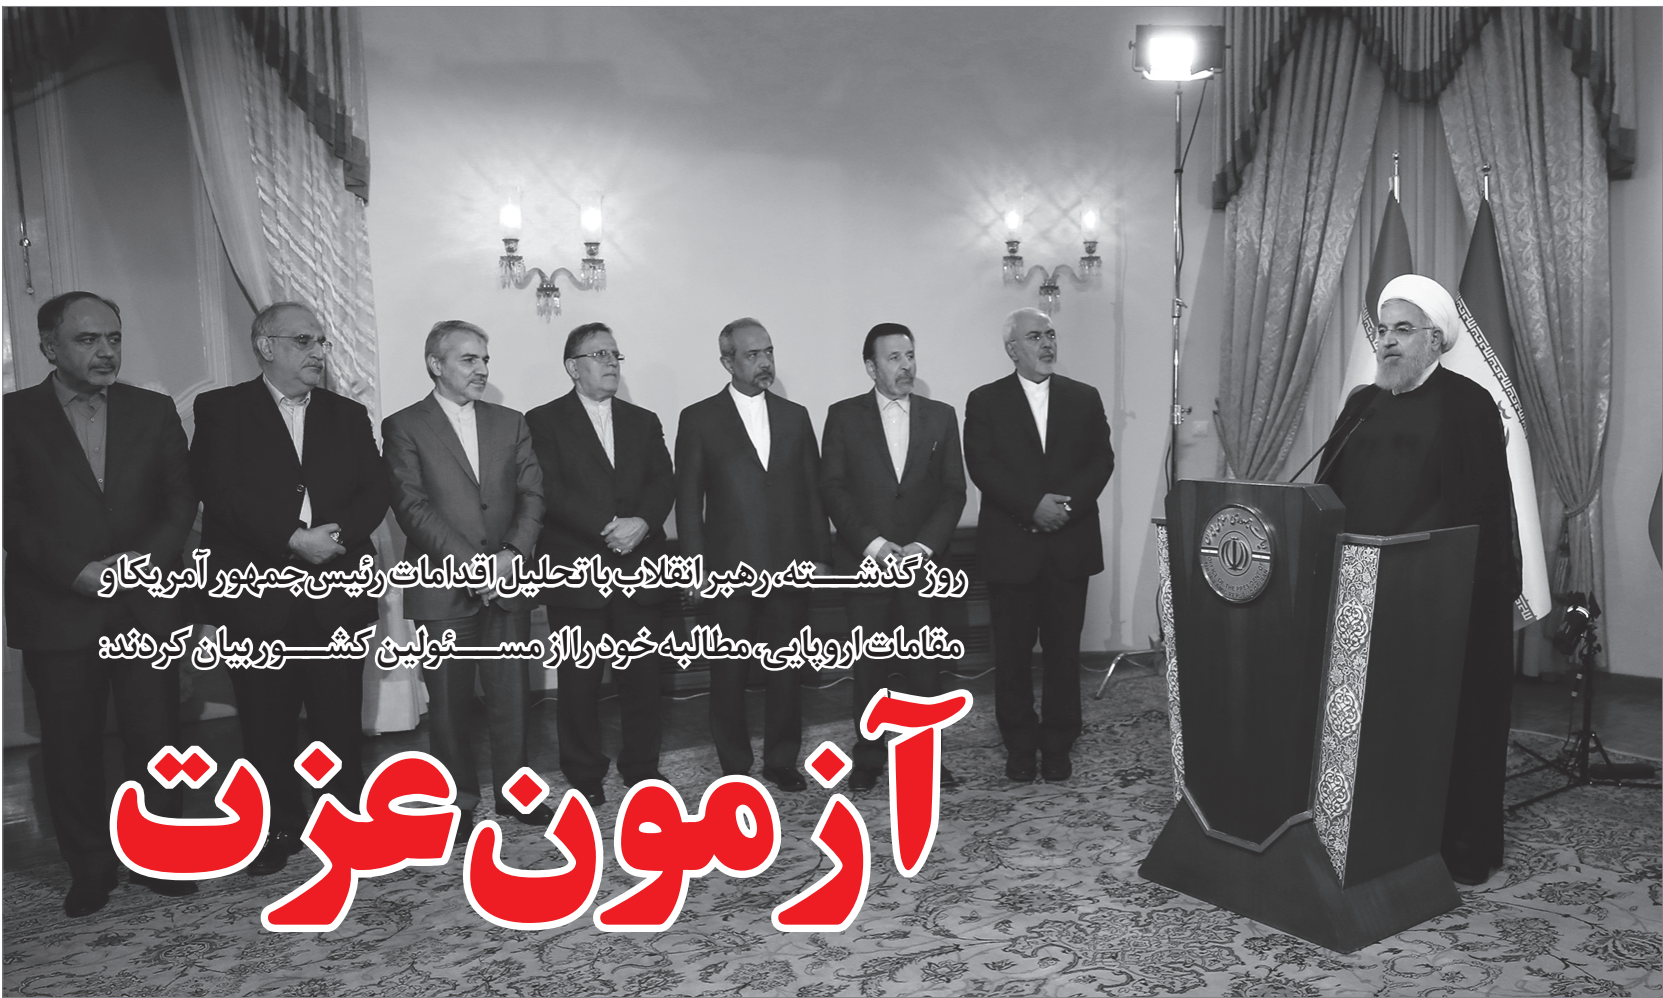 روز گذشته، رهبر انقلاب با تحلیل اقدامات رئیس‌جمهور آمریکا و
مقامات اروپایی، مطالبه خود را از مسئولین کشور بیان کردند:
آزمون عزت